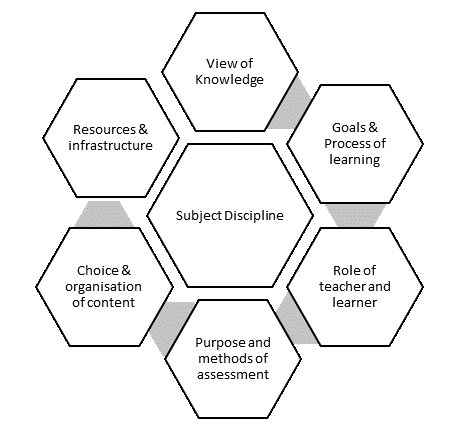 View of
Knowledge
Goals &
Process of
learning
Role of
teacher and
learner
Purpose and
methods of
assessment
Choice &
organisation
of content
Resources &
infrastructure
Subject Discipline